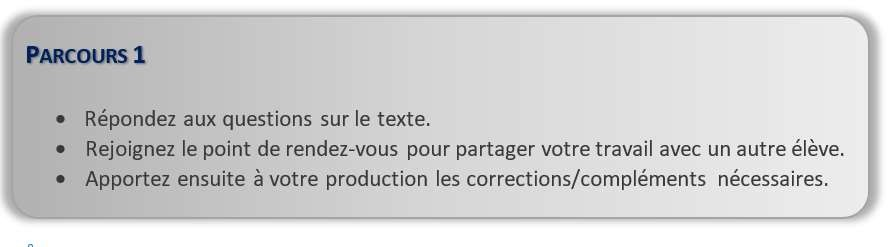 PARCOURS 1
• Répondez aux questions sur le texte.
• Rejoignez le point de rendez-vous pour partager votre travail avec un autre élève.
• Apportez ensuite à votre production les corrections/compléments nécessaires.